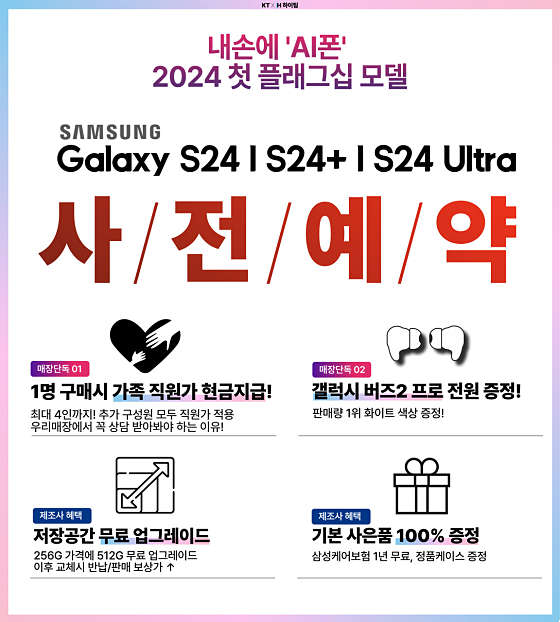 KT × H 하이빌
내손에 'AI폰'
2024 첫 플래그십 모델
SAMSUNG
Galaxy S24 I S24+ I S24 Ultra
사/전/예/약
매장단독 01
1명 구매시 가족 직원가 현금지급!
최대 4인까지! 추가 구성원 모두 직원가 적용
우리매장에서 꼭 상담 받아봐야 하는 이유!
매장단독 02
갤럭시 버즈2 프로 전원 증정!
판매량 1위 화이트 색상 증정!
제조사 혜택
저장공간 무료 업그레이드
256G 가격에 512G 무료 업그레이드
이후 교체시 반납/판매 보상가 ↑
제조사 혜택
기본 사은품 100% 증정
삼성케어보험 1년 무료, 정품케이스 증정